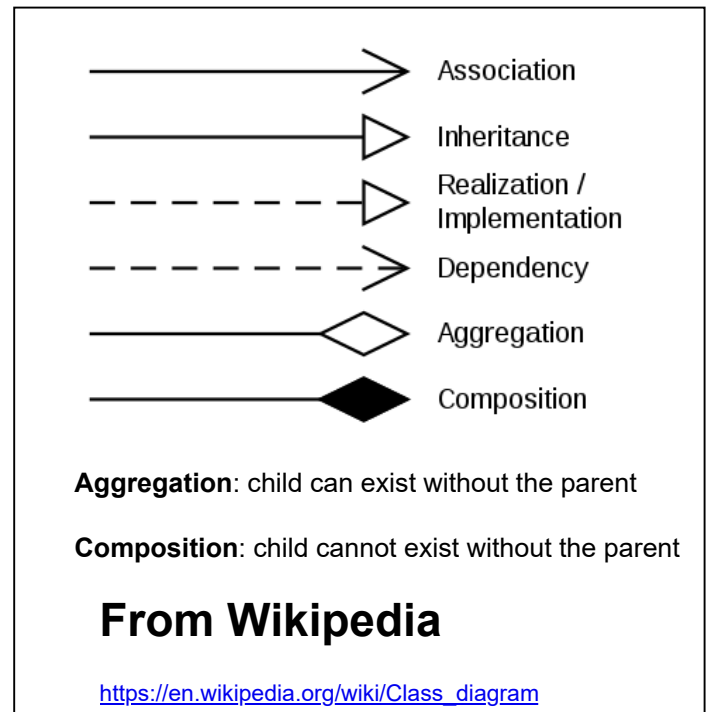 Association
Inheritance
Realization /
Implementation
Dependency
Aggregation
Composition
Aggregation: child can exist without the parent
Composition: child cannot exist without the parent
From Wikipedia
https://en.wikipedia.org/wiki/Class_diagram